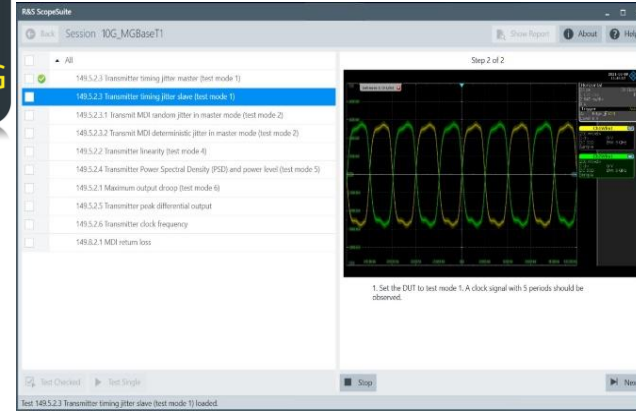 R&S ScopeSuite
Back Session 10G_MGBaseT1 Show Report About Help
All
149.5.2.3 Transmitter timing jitter master (test mode 1)
149.5.2.3 Transmitter timing jitter slave (test mode 1)
149.5.2.3.1 Transmit MDI random jitter in master mode (test mode 2)
149.5.2.3.2 Transmit MDI deterministic jitter in master mode (test mode 2)
149.5.2.2 Transmitter linearity (test mode 4)
149.5.2.4 Transmitter Power Spectral Density (PSD) and power level (test mode 5)
149.5.2.1 Maximum output droop (test mode 6)
149.5.2.5 Transmitter peak differential output
149.5.2.6 Transmitter clock frequency
149.8.2.1 MDI return loss
Step 2 of 2
Horizontal
Trigger
1. Set the DUT to test mode 1. A clock signal with 5 periods should be
observed.
Test Checked Test Single Stop
Test 149.5.2.3 Transmitter timing jitter slave (test mode 1) loaded.